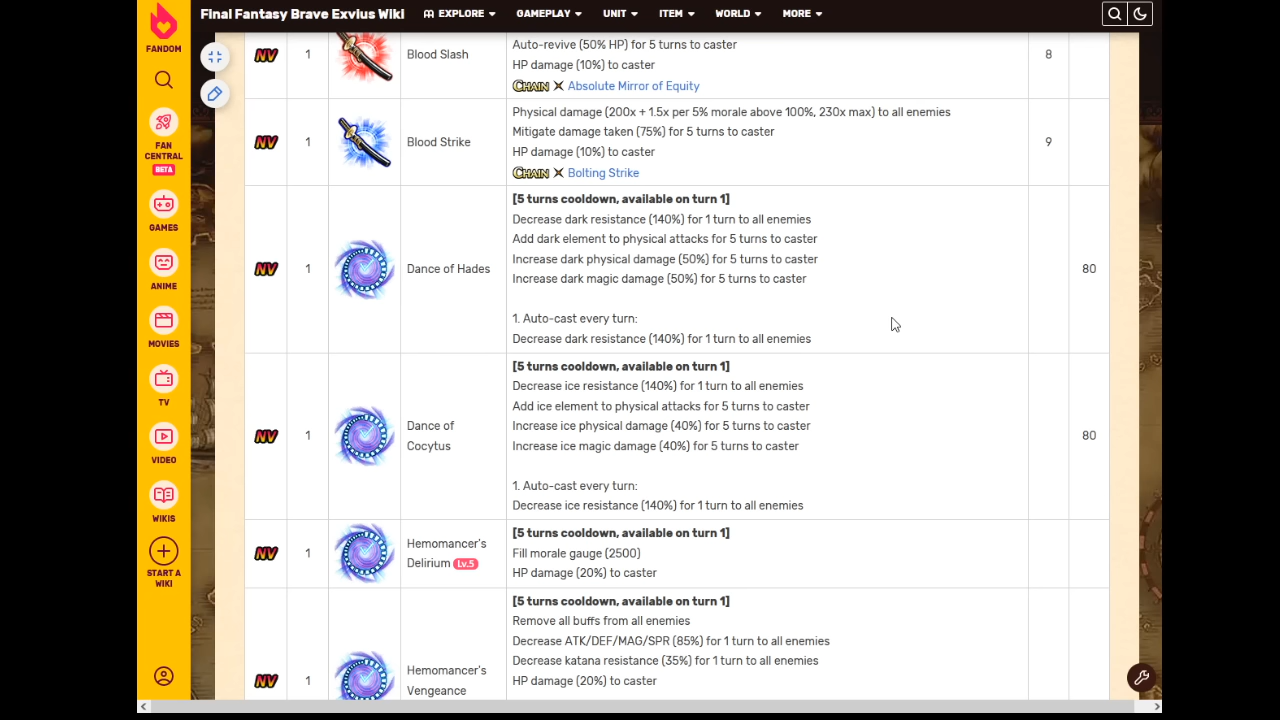 Final Fantasy Brave Exvius Wiki
EXPLORE
GAMEPLAY
UNIT
ITEM
WORLD
MORE
FANDOM
FAN CENTRAL
BETA
GAMES
ANIME
MOVIES
TV
VIDEO
WIKIS
START A WIKI
NV 1 Blood Slash
Auto-revive (50% HP) for 5 turns to caster
HP damage (10%) to caster
CHAIN Absolute Mirror of Equity
8
NV 1 Blood Strike
Physical damage (200x + 1.5x per 5% morale above 100%, 230x max) to all enemies
Mitigate damage taken (75%) for 5 turns to caster
HP damage (10%) to caster
CHAIN Bolting Strike
9
NV 1 Dance of Hades
[5 turns cooldown, available on turn 1]
Decrease dark resistance (140%) for 1 turn to all enemies
Add dark element to physical attacks for 5 turns to caster
Increase dark physical damage (50%) for 5 turns to caster
Increase dark magic damage (50%) for 5 turns to caster
1. Auto-cast every turn:
Decrease dark resistance (140%) for 1 turn to all enemies
80
NV 1 Dance of
Cocytus
[5 turns cooldown, available on turn 1]
Decrease ice resistance (140%) for 1 turn to all enemies
Add ice element to physical attacks for 5 turns to caster
Increase ice physical damage (40%) for 5 turns to caster
Increase ice magic damage (40%) for 5 turns to caster
1. Auto-cast every turn:
Decrease ice resistance (140%) for 1 turn to all enemies
80
NV 1 Hemomancer's
Delirium Lv.5
[5 turns cooldown, available on turn 1]
Fill morale gauge (2500)
HP damage (20%) to caster
NV 1 Hemomancer's
Vengeance
[5 turns cooldown, available on turn 1]
Remove all buffs from all enemies
Decrease ATK/DEF/MAG/SPR (85%) for 1 turn to all enemies
Decrease katana resistance (35%) for 1 turn to all enemies
HP damage (20%) to caster